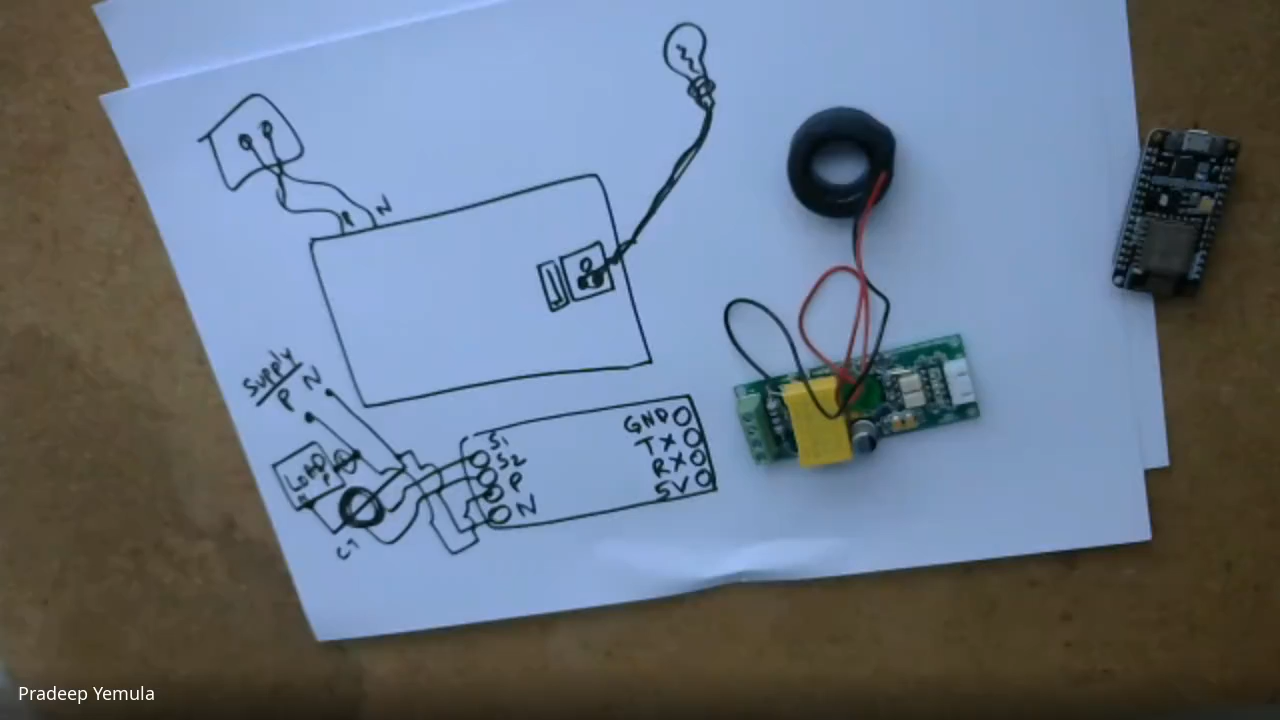 P N
SUPPLY
P N
LOAD
P
N
CT
S1
S2
P
N
GND
TX
RX
5V
Pradeep Yemula